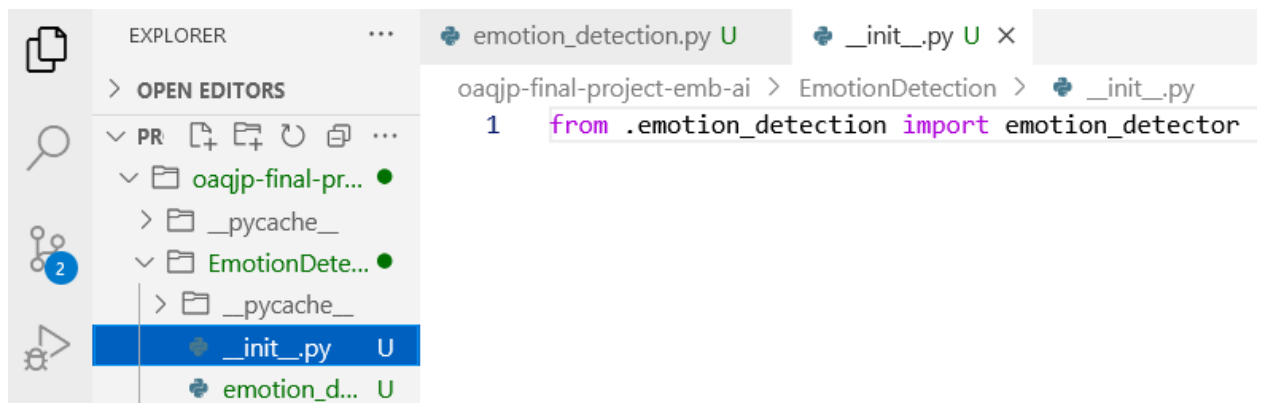 EXPLORER ...
OPEN EDITORS
PR ...
oaqjp-final-pr...
__pycache__
EmotionDete...
__pycache__
__init__.py U
emotion_d... U
2
emotion_detection.py U
__init__.py U
oaqjp-final-project-emb-ai > EmotionDetection > __init__.py
1 from .emotion_detection import emotion_detector